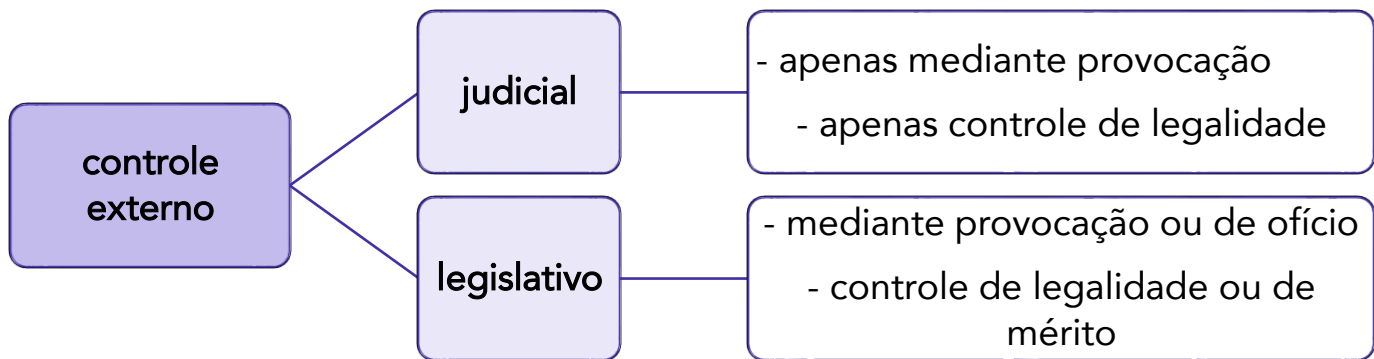 controle
externo
judicial
- apenas mediante provocação
- apenas controle de legalidade
legislativo
- mediante provocação ou de ofício
- controle de legalidade ou de
mérito